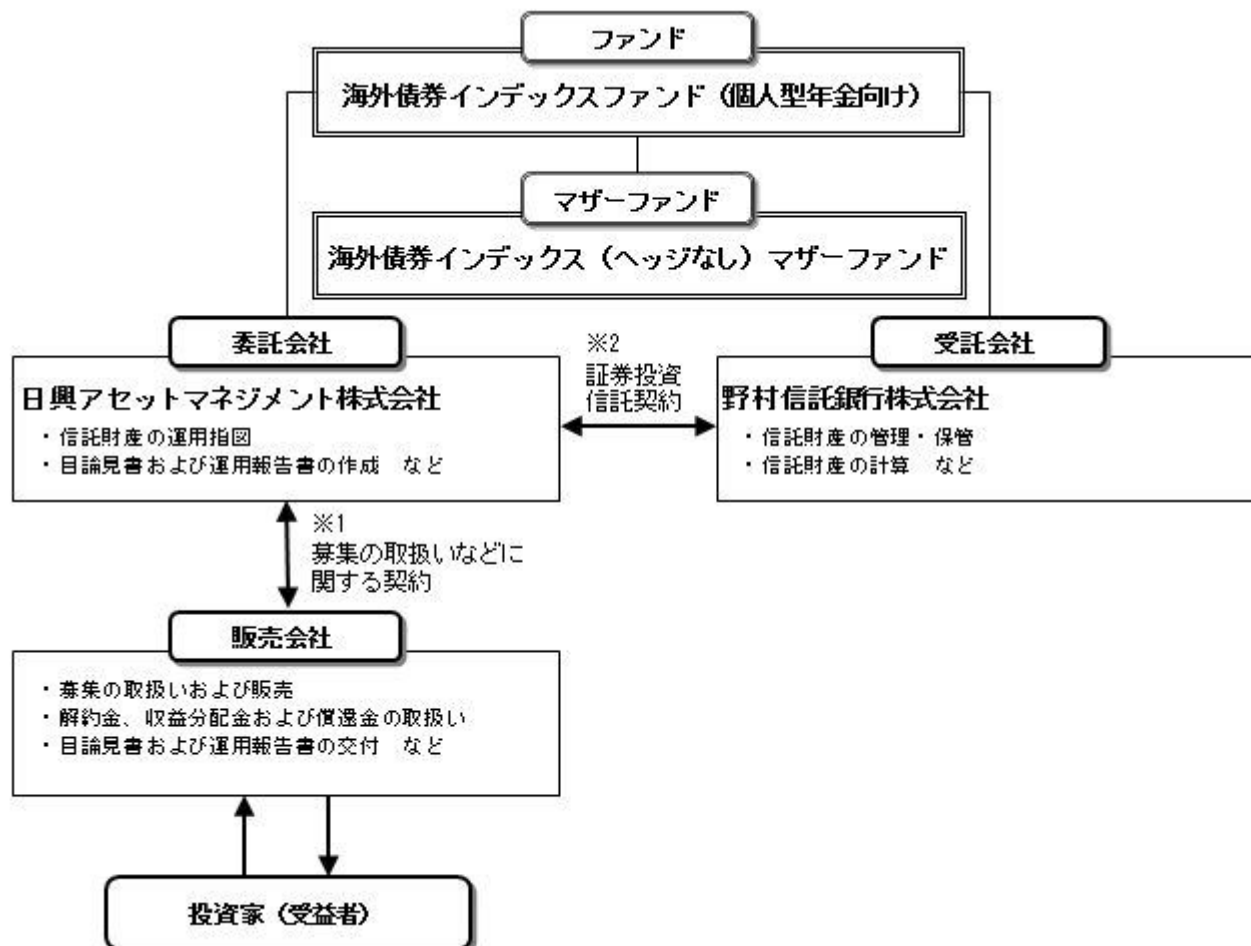 ファンド
海外債券インデックスファンド（個人型年金向け）
マザーファンド
海外債券インデックス（ヘッジなし）マザーファンド
委託会社
日興アセットマネジメント株式会社
・信託財産の運用指図
・目論見書および運用報告書の作成　など
※2
証券投資
信託契約
受託会社
野村信託銀行株式会社
・信託財産の管理・保管
・信託財産の計算　など
※1
募集の取扱いなどに
関する契約
販売会社
・募集の取扱いおよび販売
・解約金、収益分配金および償還金の取扱い
・目論見書および運用報告書の交付　など
投資家（受益者）